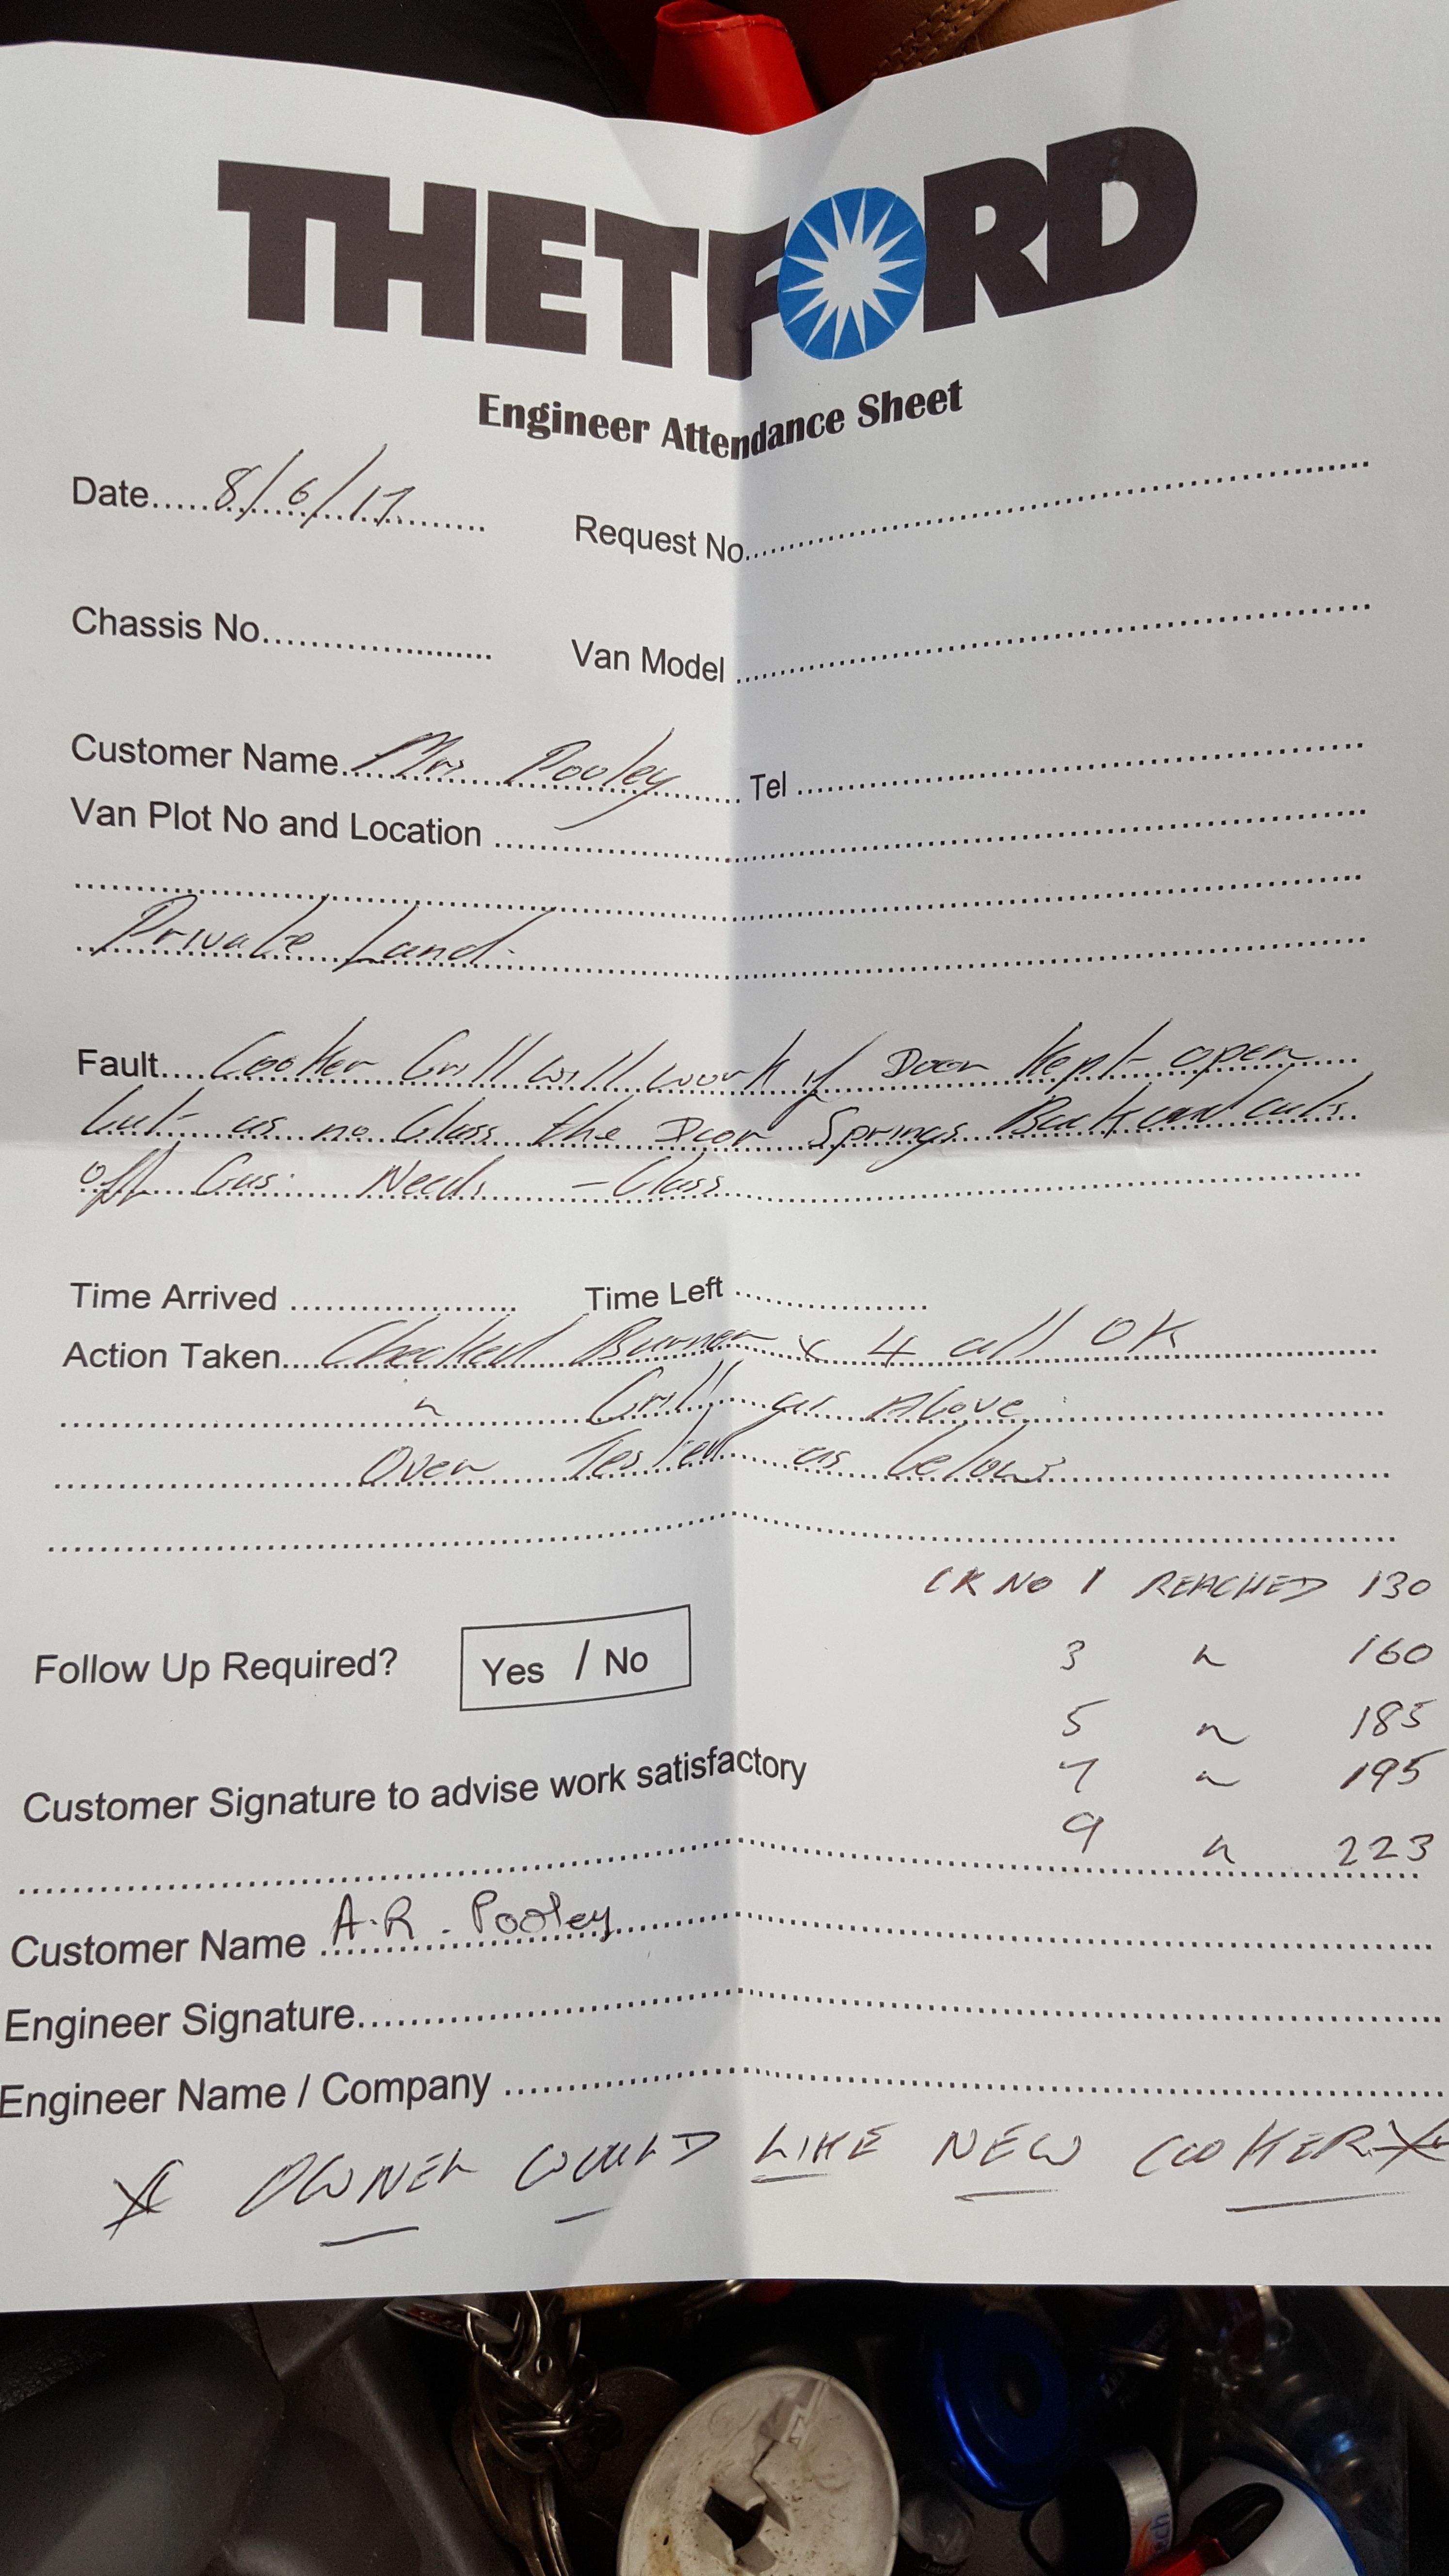 THETFORD
Engineer Attendance Sheet
Date.....8/6/17.......... Request No..........
Chassis No.......... Van Model ..........
Customer Name..Mrs Pooley..... Tel ..........
Van Plot No and Location ..........
..........
Private Land.
Fault....Cooker Grill will work if Door Kept open
but as no Glass the Door Springs Back and cuts
off Gas. Needs – Glass
Time Arrived .......... Time Left ..........
Action Taken....Checked Burner x 4 all OK
" Grill as Above
Oven Tested as below
..........
CK NO 1 REACHED 130
3 " 160
Follow Up Required? Yes / No
5 " 185
7 " 195
Customer Signature to advise work satisfactory
9 " 223
..........
Customer Name ..A.R. Pooley..........
Engineer Signature..........
Engineer Name / Company ..........
* OWNER WOULD LIKE NEW COOKER *